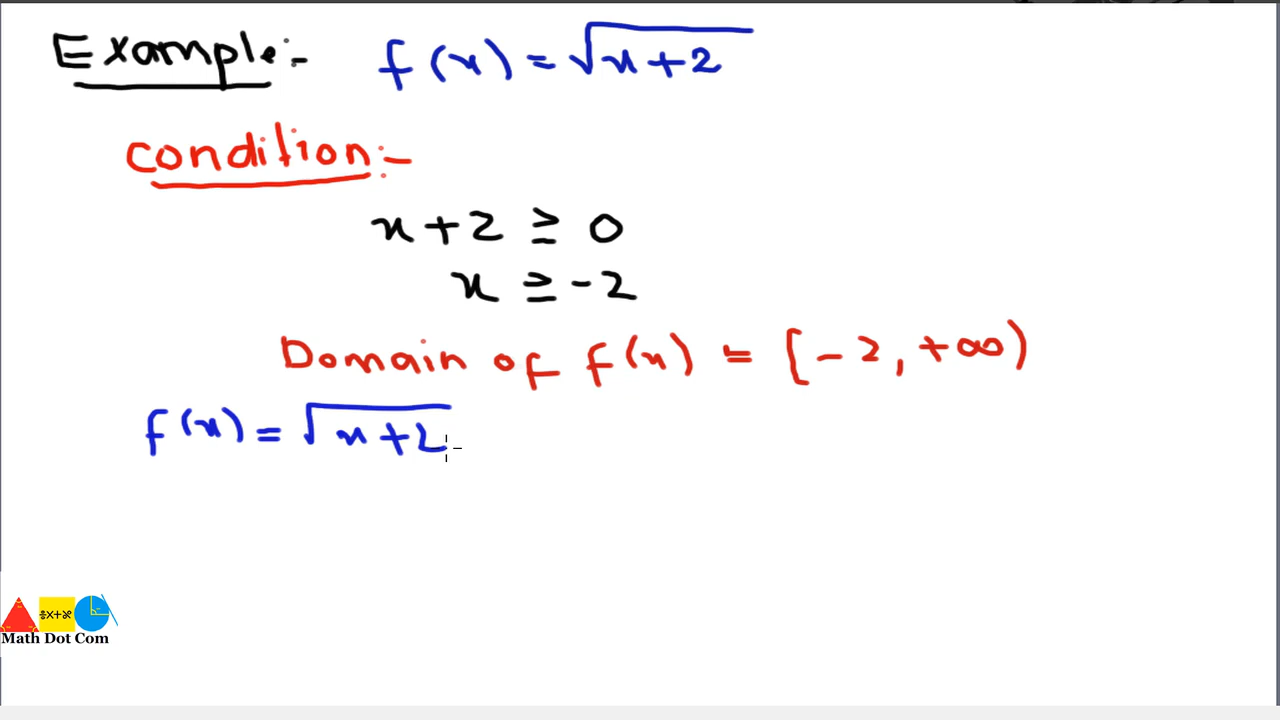 Example:- f(x) = √x+2
Condition:-
x+2 ≥ 0
x ≥ -2
Domain of f(x) = [-2, +∞)
f(x) = √x+2
Math Dot Com